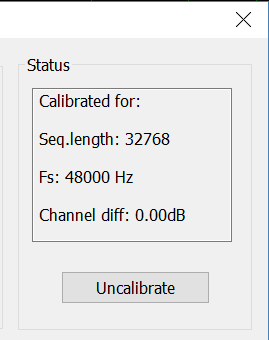 Status
Calibrated for:
Seq.length: 32768
Fs: 48000 Hz
Channel diff: 0.00dB
Uncalibrate